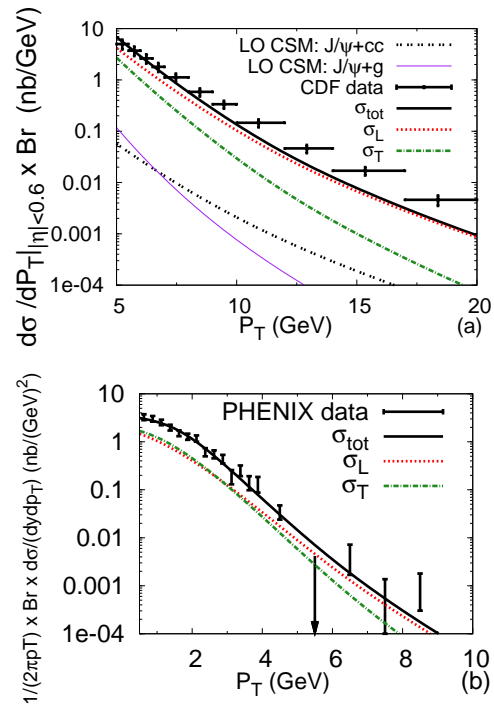 dσ/dP_T||η|<0.6 x Br (nb/GeV)
10
1
0.1
0.01
0.001
1e-04
LO CSM: J/ψ+cc
LO CSM: J/ψ+g
CDF data
σ_tot
σ_L
σ_T
5 10 15 20
P_T (GeV)
(a)
1/(2πpT) x Br x dσ/(dydp_T) (nb/(GeV)^2)
10
1
0.1
0.01
0.001
1e-04
PHENIX data
σ_tot
σ_L
σ_T
2 4 6 8 10
P_T (GeV)
(b)